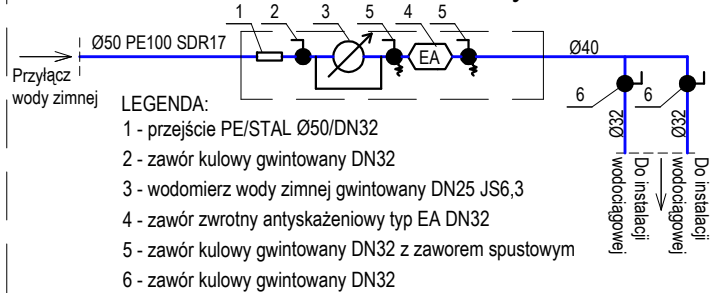 1 2 3 5 4 5
Ø50 PE100 SDR17
EA
Ø40
Przyłącz
wody zimnej
6 6
Ø32 Ø32
Do instalacji
wodociągowej
Do instalacji
wodociągowej
LEGENDA:
1 - przejście PE/STAL Ø50/DN32
2 - zawór kulowy gwintowany DN32
3 - wodomierz wody zimnej gwintowany DN25 JS6,3
4 - zawór zwrotny antyskażeniowy typ EA DN32
5 - zawór kulowy gwintowany DN32 z zaworem spustowym
6 - zawór kulowy gwintowany DN32